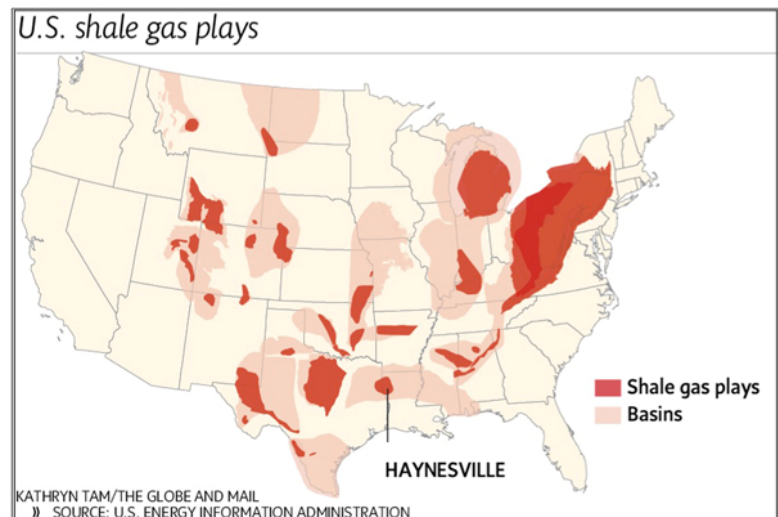 U.S. shale gas plays
Shale gas plays
Basins
HAYNESVILLE
KATHRYN TAM/THE GLOBE AND MAIL
» SOURCE: U.S. ENERGY INFORMATION ADMINISTRATION